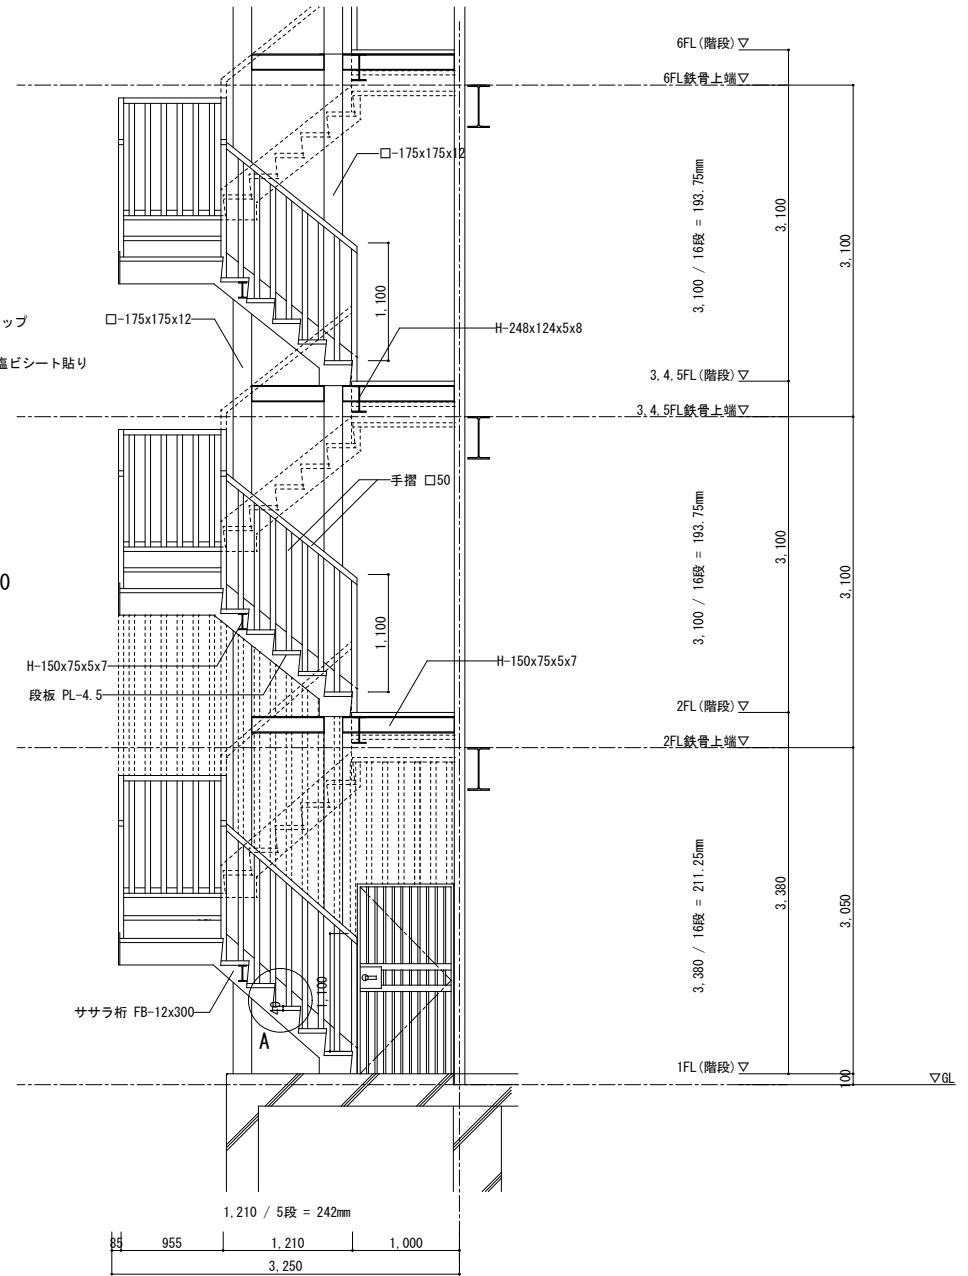 6FL(階段)▽
6FL鉄骨上端▽
□-175x175x12
3,100 / 16段 = 193.75mm
3,100
3,100
1,100
ップ
□-175x175x12
H-248x124x5x8
塩ビシート貼り
3,4,5FL(階段)▽
3,4,5FL鉄骨上端▽
手摺 □50
3,100 / 16段 = 193.75mm
3,100
3,100
0
1,100
H-150x75x5x7
H-150x75x5x7
段板 PL-4.5
2FL(階段)▽
2FL鉄骨上端▽
3,380 / 16段 = 211.25mm
3,380
3,050
1,100
40
ササラ桁 FB-12x300
A
1FL(階段)▽
100
▽GL
1,210 / 5段 = 242mm
85
955
1,210
1,000
3,250